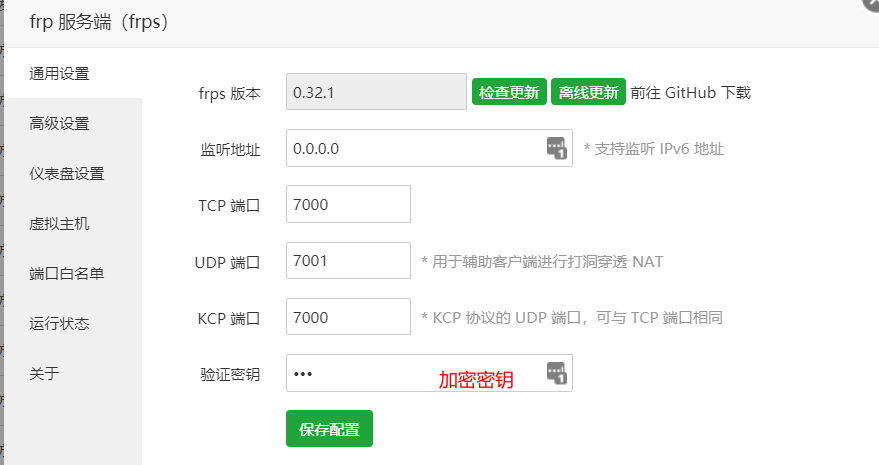 frp 服务端（frps）
通用设置
高级设置
仪表盘设置
虚拟主机
端口白名单
运行状态
关于
frps 版本 0.32.1 检查更新 离线更新 前往 GitHub 下载
监听地址 0.0.0.0 * 支持监听 IPv6 地址
TCP 端口 7000
UDP 端口 7001 * 用于辅助客户端进行打洞穿透 NAT
KCP 端口 7000 * KCP 协议的 UDP 端口，可与 TCP 端口相同
验证密钥 ••• 加密密钥
保存配置